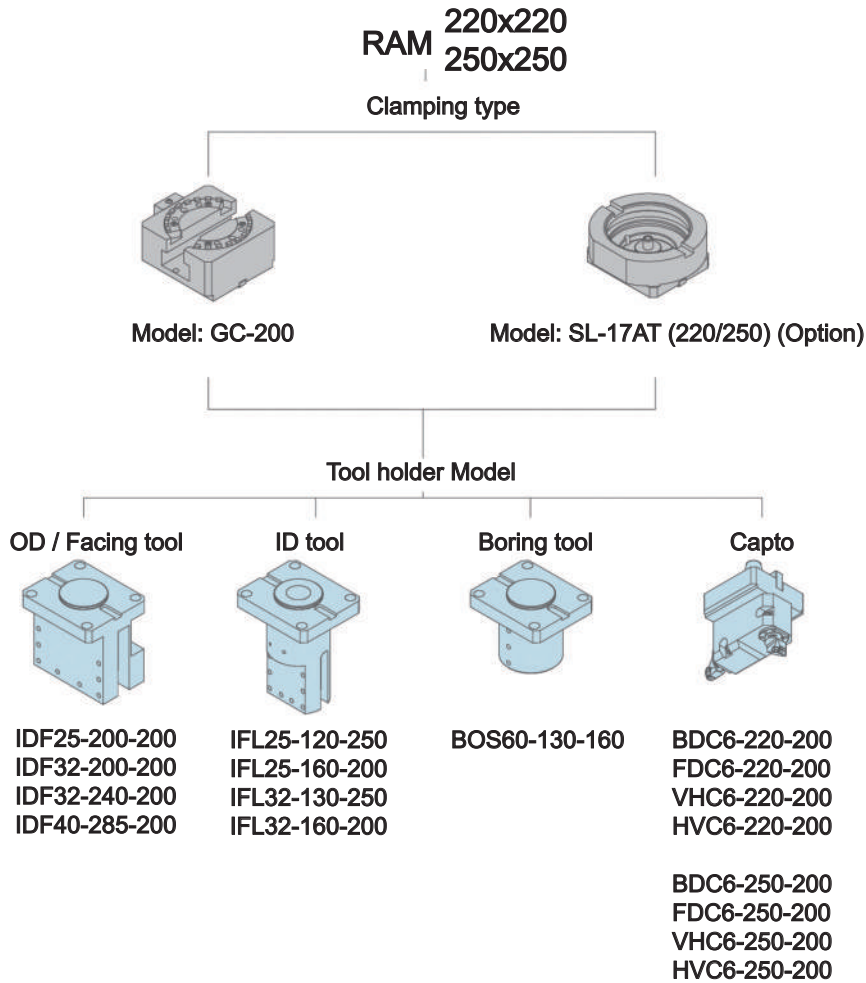 RAM 220x220
250x250
Clamping type
Model: GC-200
Model: SL-17AT (220/250) (Option)
Tool holder Model
OD / Facing tool
IDF25-200-200
IDF32-200-200
IDF32-240-200
IDF40-285-200
ID tool
IFL25-120-250
IFL25-160-200
IFL32-130-250
IFL32-160-200
Boring tool
BOS60-130-160
Capto
BDC6-220-200
FDC6-220-200
VHC6-220-200
HVC6-220-200
BDC6-250-200
FDC6-250-200
VHC6-250-200
HVC6-250-200